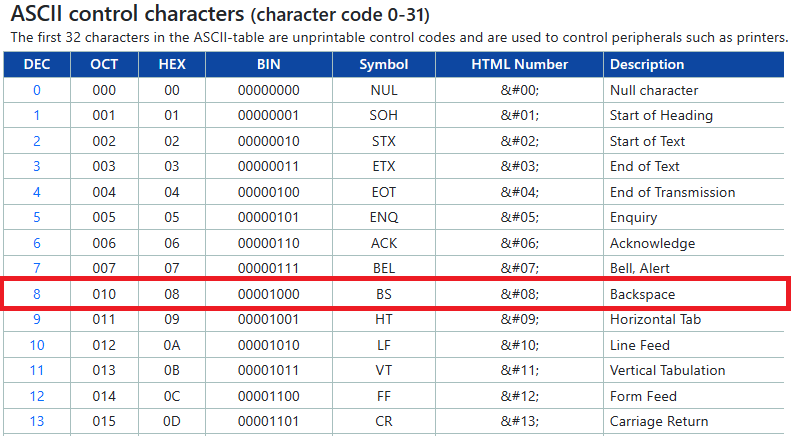 ASCII control characters (character code 0-31)
The first 32 characters in the ASCII-table are unprintable control codes and are used to control peripherals such as printers.
DEC OCT HEX BIN Symbol HTML Number Description
0 000 00 00000000 NUL &#00; Null character
1 001 01 00000001 SOH &#01; Start of Heading
2 002 02 00000010 STX &#02; Start of Text
3 003 03 00000011 ETX &#03; End of Text
4 004 04 00000100 EOT &#04; End of Transmission
5 005 05 00000101 ENQ &#05; Enquiry
6 006 06 00000110 ACK &#06; Acknowledge
7 007 07 00000111 BEL &#07; Bell, Alert
8 010 08 00001000 BS &#08; Backspace
9 011 09 00001001 HT &#09; Horizontal Tab
10 012 0A 00001010 LF &#10; Line Feed
11 013 0B 00001011 VT &#11; Vertical Tabulation
12 014 0C 00001100 FF &#12; Form Feed
13 015 0D 00001101 CR &#13; Carriage Return